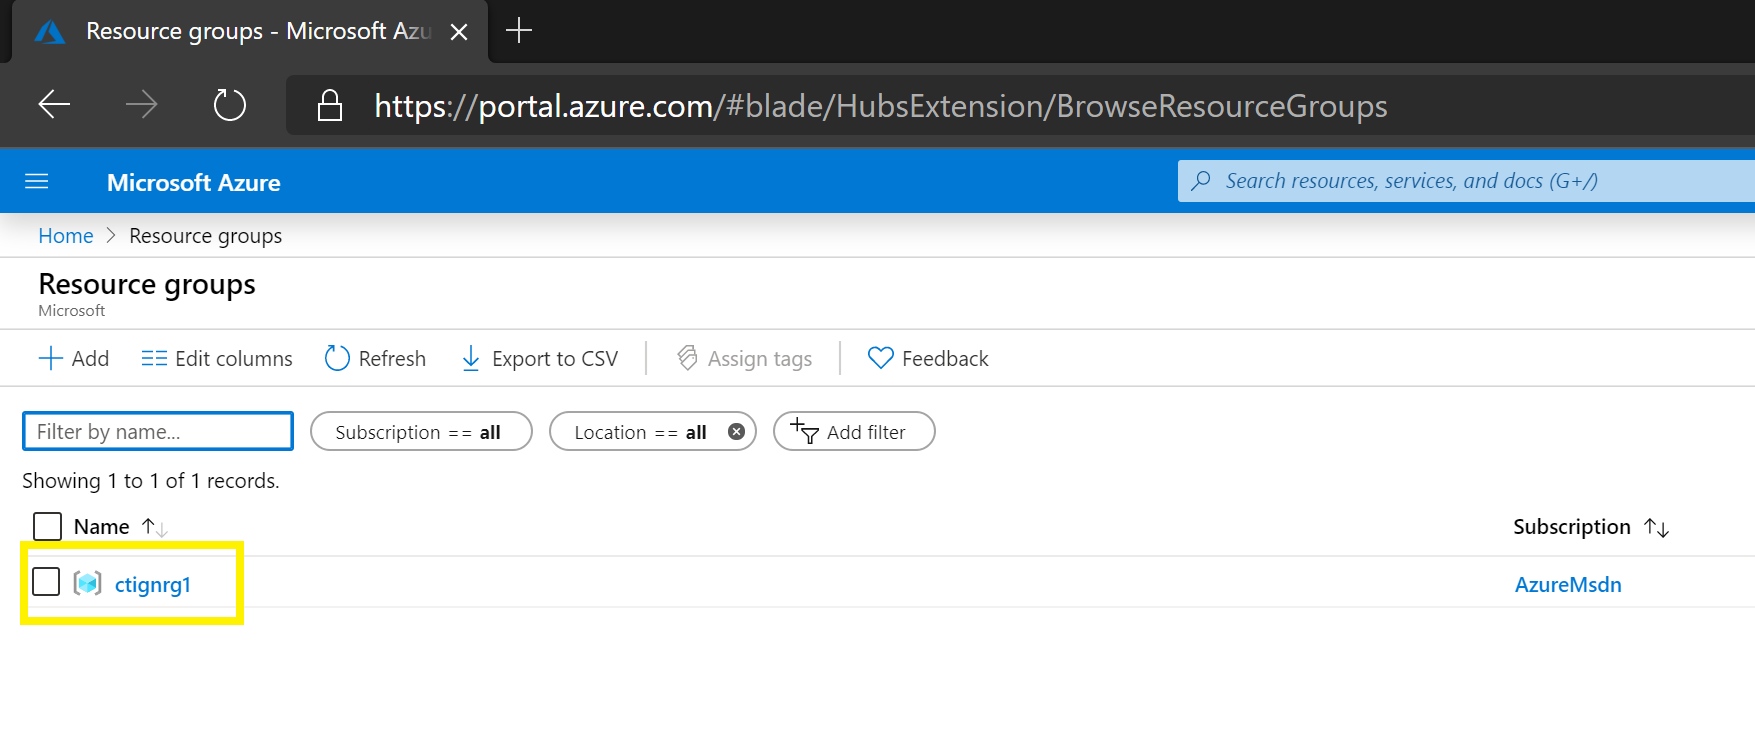 Resource groups - Microsoft Azu
https://portal.azure.com/#blade/HubsExtension/BrowseResourceGroups
Microsoft Azure
Search resources, services, and docs (G+/)
Home > Resource groups
Resource groups
Microsoft
Add Edit columns Refresh Export to CSV Assign tags Feedback
Filter by name... Subscription == all Location == all Add filter
Showing 1 to 1 of 1 records.
Name Subscription
ctignrg1 AzureMsdn